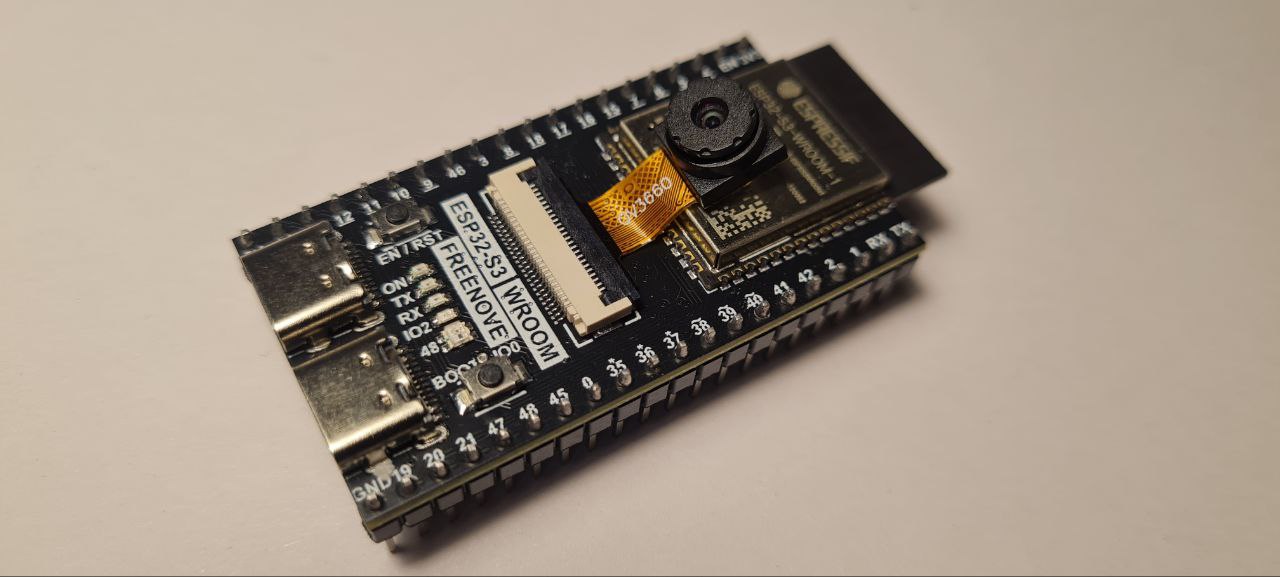 12
11
10
9
46
3
8
18
17
16
15
7
6
EN / RST
ON
TX
RX
IO2
48
BOOT
IO0
ESP32-S3 WROOM
FREENOVE
OV3660
ESPRESSIF
ESP32-S3-WROOM-1
GND
19
20
21
47
48
45
0
35
36
37
38
39
40
41
42
2
1
RX
TX